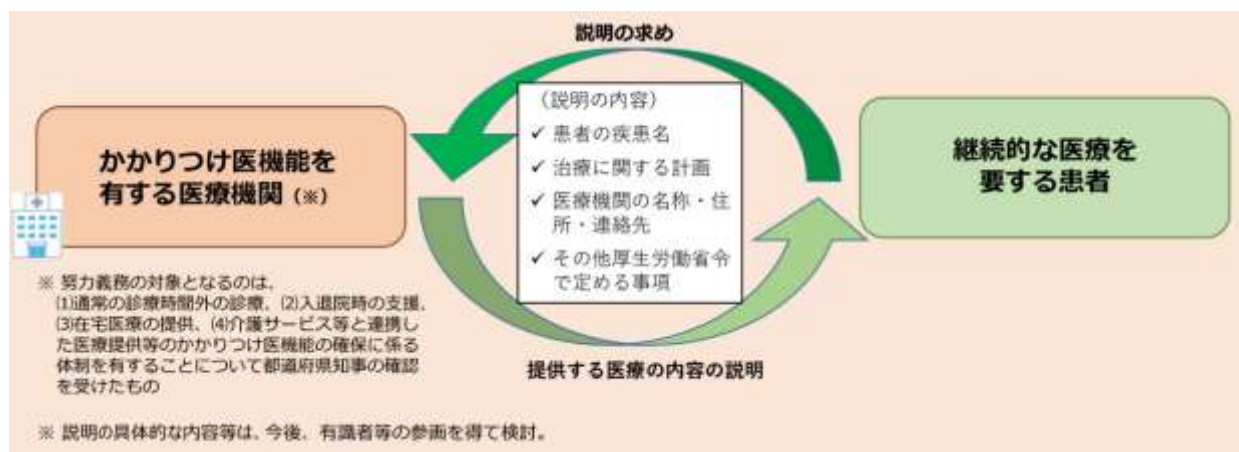 説明の求め
かかりつけ医機能を
有する医療機関（※）
（説明の内容）
✓ 患者の疾患名
✓ 治療に関する計画
✓ 医療機関の名称・住
所・連絡先
✓ その他厚生労働省令
で定める事項
継続的な医療を
要する患者
提供する医療の内容の説明
※ 努力義務の対象となるのは、
(1)通常の診療時間外の診療、(2)入退院時の支援、
(3)在宅医療の提供、(4)介護サービス等と連携し
た医療提供等のかかりつけ医機能の確保に係る
体制を有することについて都道府県知事の確認
を受けたもの
※ 説明の具体的な内容等は、今後、有識者等の参画を得て検討。